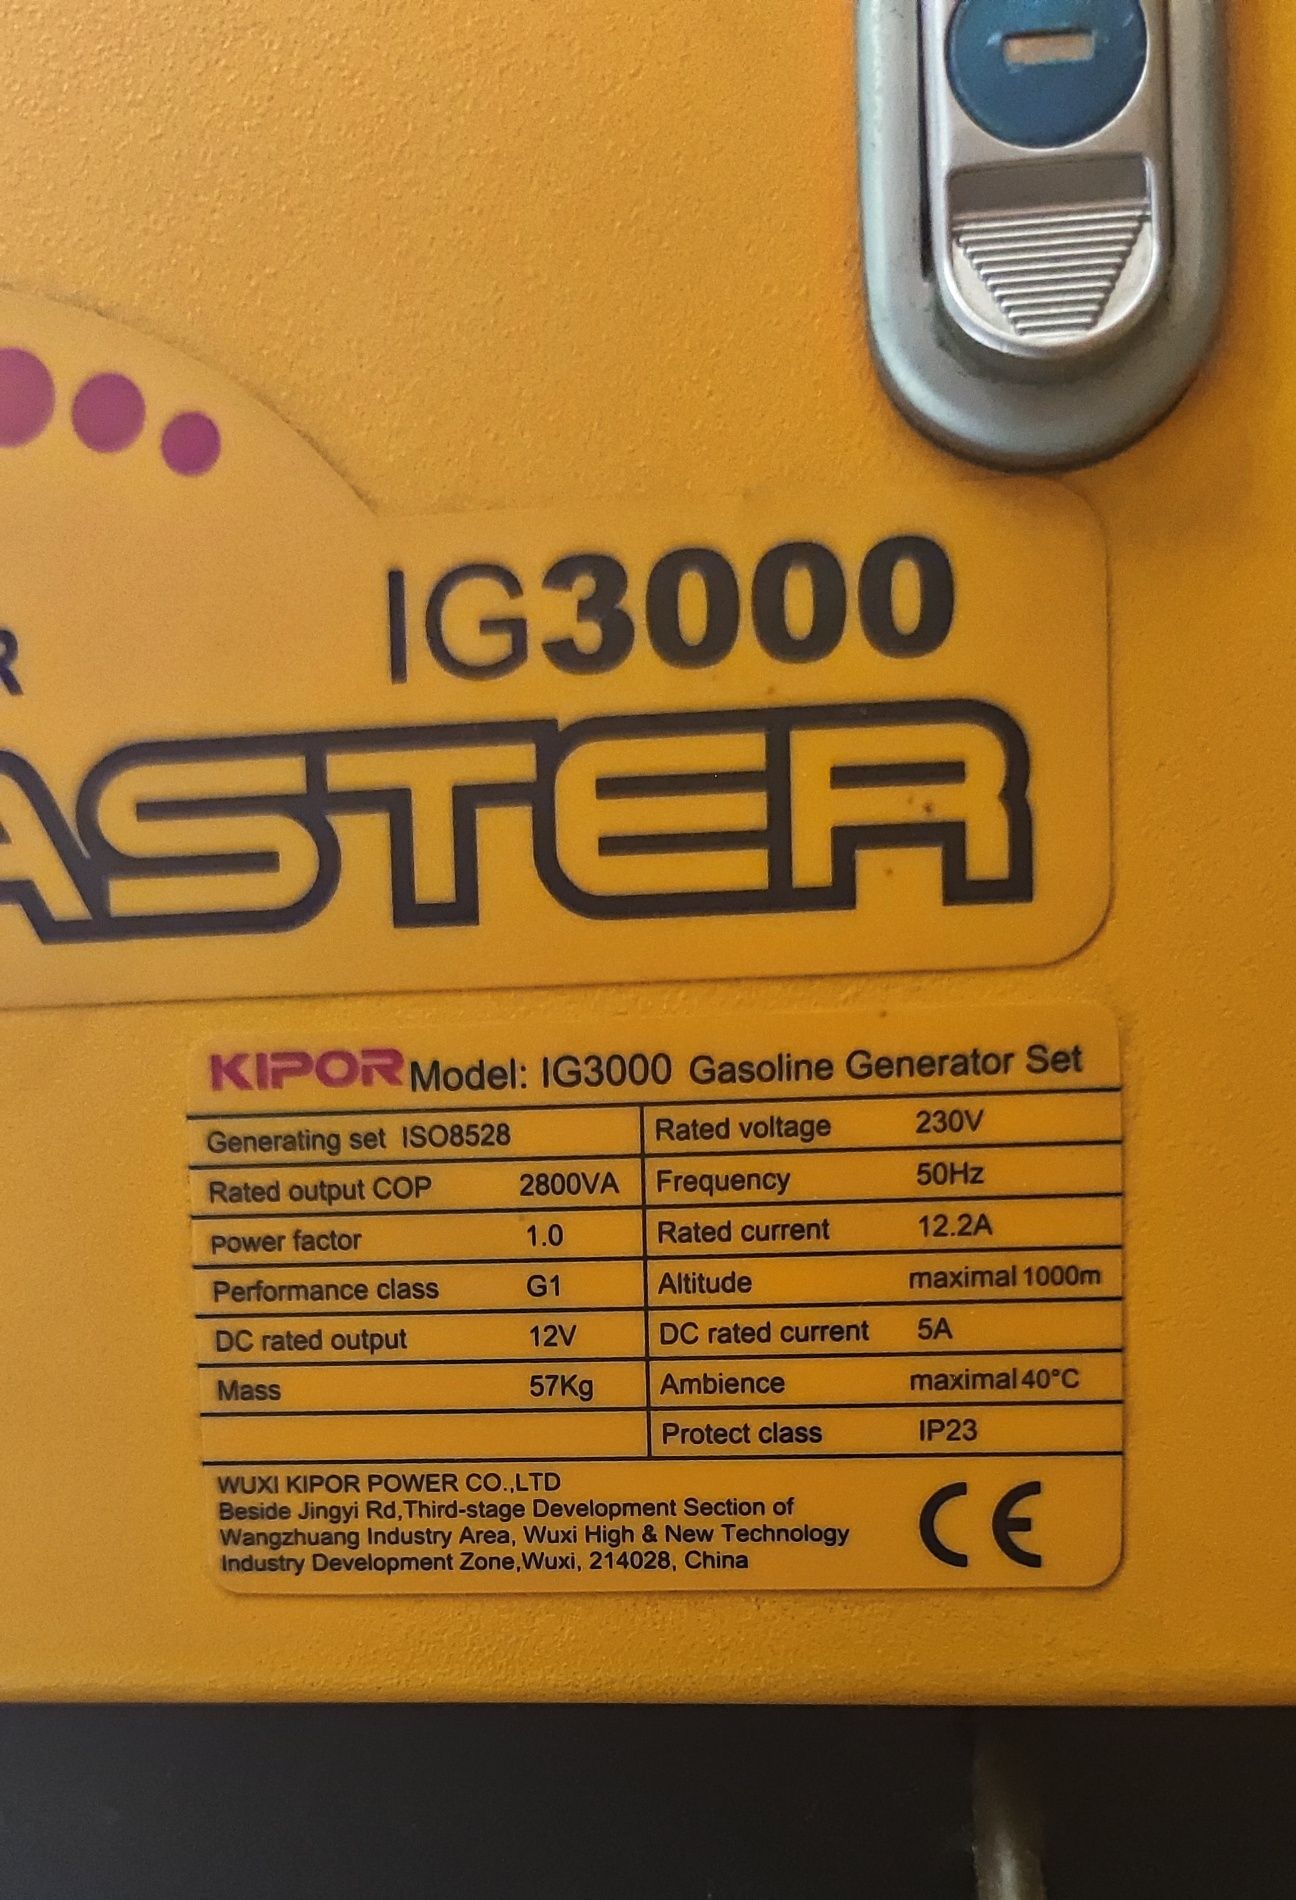 IG3000
R
ASTER
KIPOR Model: IG3000 Gasoline Generator Set
Generating set ISO8528 Rated voltage 230V
Rated output COP 2800VA Frequency 50Hz
Power factor 1.0 Rated current 12.2A
Performance class G1 Altitude maximal 1000m
DC rated output 12V DC rated current 5A
Mass 57Kg Ambience maximal 40°C
Protect class IP23
WUXI KIPOR POWER CO.,LTD
Beside Jingyi Rd,Third-stage Development Section of
Wangzhuang Industry Area, Wuxi High & New Technology
Industry Development Zone,Wuxi, 214028, China
CE